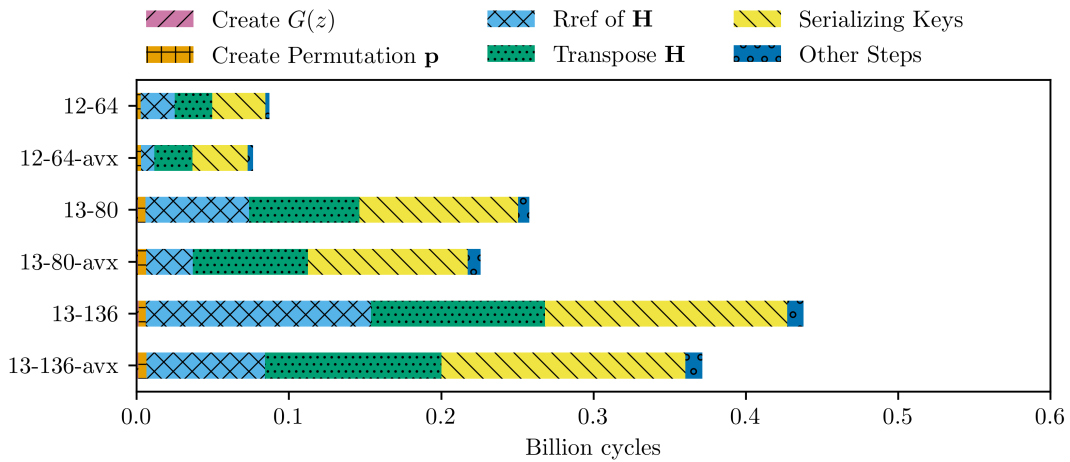 Create G(z)
Create Permutation p
Rref of H
Transpose H
Serializing Keys
Other Steps
12-64
12-64-avx
13-80
13-80-avx
13-136
13-136-avx
0.0 0.1 0.2 0.3 0.4 0.5 0.6
Billion cycles